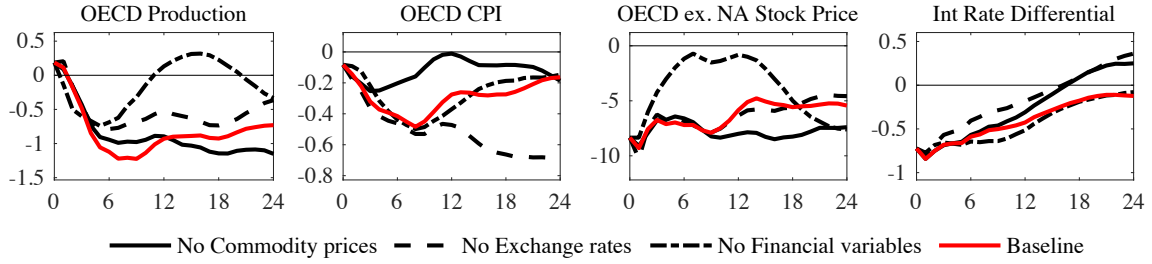 OECD Production OECD CPI OECD ex. NA Stock Price Int Rate Differential
0.5 0 -0.5 -1 -1.5
0 -0.2 -0.4 -0.6 -0.8
0 -5 -10
0.5 0 -0.5 -1
0 6 12 18 24 0 6 12 18 24 0 6 12 18 24 0 6 12 18 24
No Commodity prices No Exchange rates No Financial variables Baseline